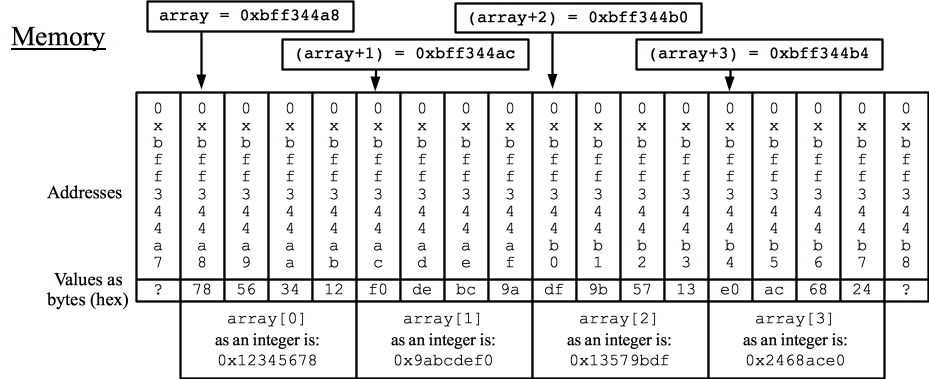 array = 0xbff344a8
(array+2) = 0xbff344b0
Memory
(array+1) = 0xbff344ac
(array+3) = 0xbff344b4
Addresses
0xbff344a7
0xbff344a8
0xbff344a9
0xbff344aa
0xbff344ab
0xbff344ac
0xbff344ad
0xbff344ae
0xbff344af
0xbff344b0
0xbff344b1
0xbff344b2
0xbff344b3
0xbff344b4
0xbff344b5
0xbff344b6
0xbff344b7
0xbff344b8
Values as
bytes (hex)
? 78 56 34 12 f0 de bc 9a df 9b 57 13 e0 ac 68 24 ?
array[0]
as an integer is:
0x12345678
array[1]
as an integer is:
0x9abcdef0
array[2]
as an integer is:
0x13579bdf
array[3]
as an integer is:
0x2468ace0